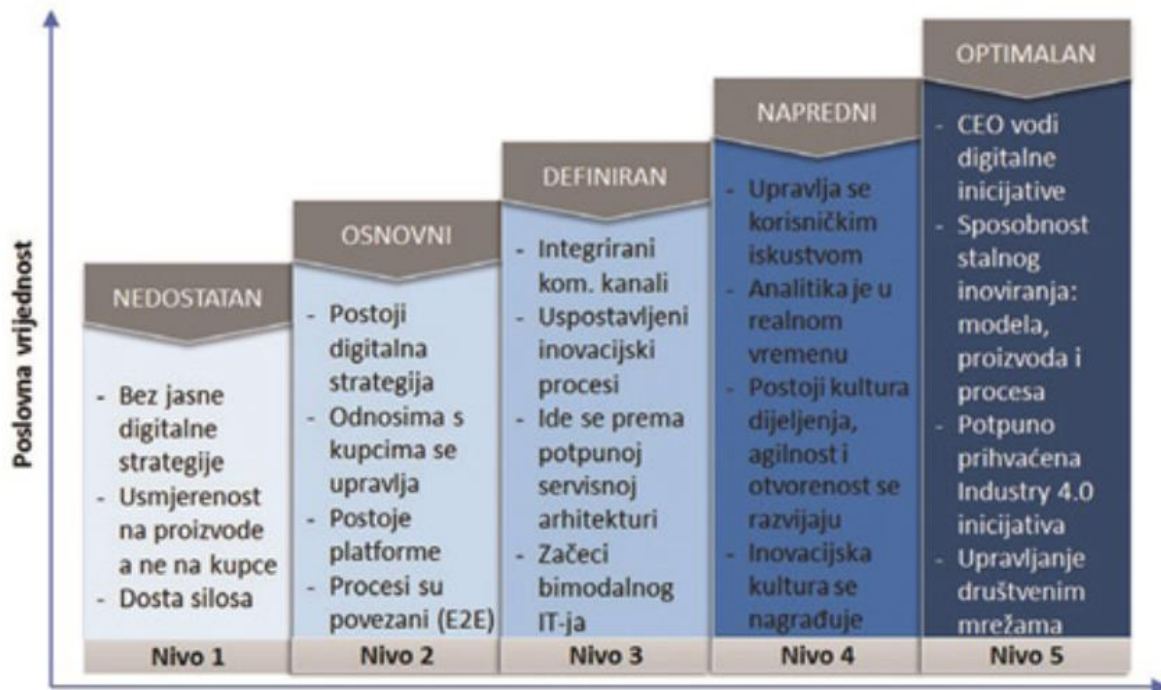 Poslovna vrijednost
NEDOSTATAN
- Bez jasne
digitalne
strategije
- Usmjerenost
na proizvode
a ne na kupce
- Dosta silosa
Nivo 1
OSNOVNI
- Postoji
digitalna
strategija
- Odnosima s
kupcima se
upravlja
- Postoje
platforme
- Procesi su
povezani (E2E)
Nivo 2
DEFINIRAN
- Integrirani
kom. kanali
- Uspostavljeni
inovacijski
procesi
- Ide se prema
potpunoj
servisnoj
arhitekturi
- Začeci
bimodalnog
IT-ja
Nivo 3
NAPREDNI
- Upravlja se
korisničkim
iskustvom
- Analitika je u
realnom
vremenu
- Postoji kultura
dijeljenja,
agilnost i
otvorenost se
razvijaju
- Inovacijska
kultura se
nagrađuje
Nivo 4
OPTIMALAN
- CEO vodi
digitalne
inicijative
- Sposobnost
stalnog
inoviranja:
modela,
proizvoda i
procesa
- Potpuno
prihvaćena
Industry 4.0
inicijativa
- Upravljanje
društvenim
mrežama
Nivo 5